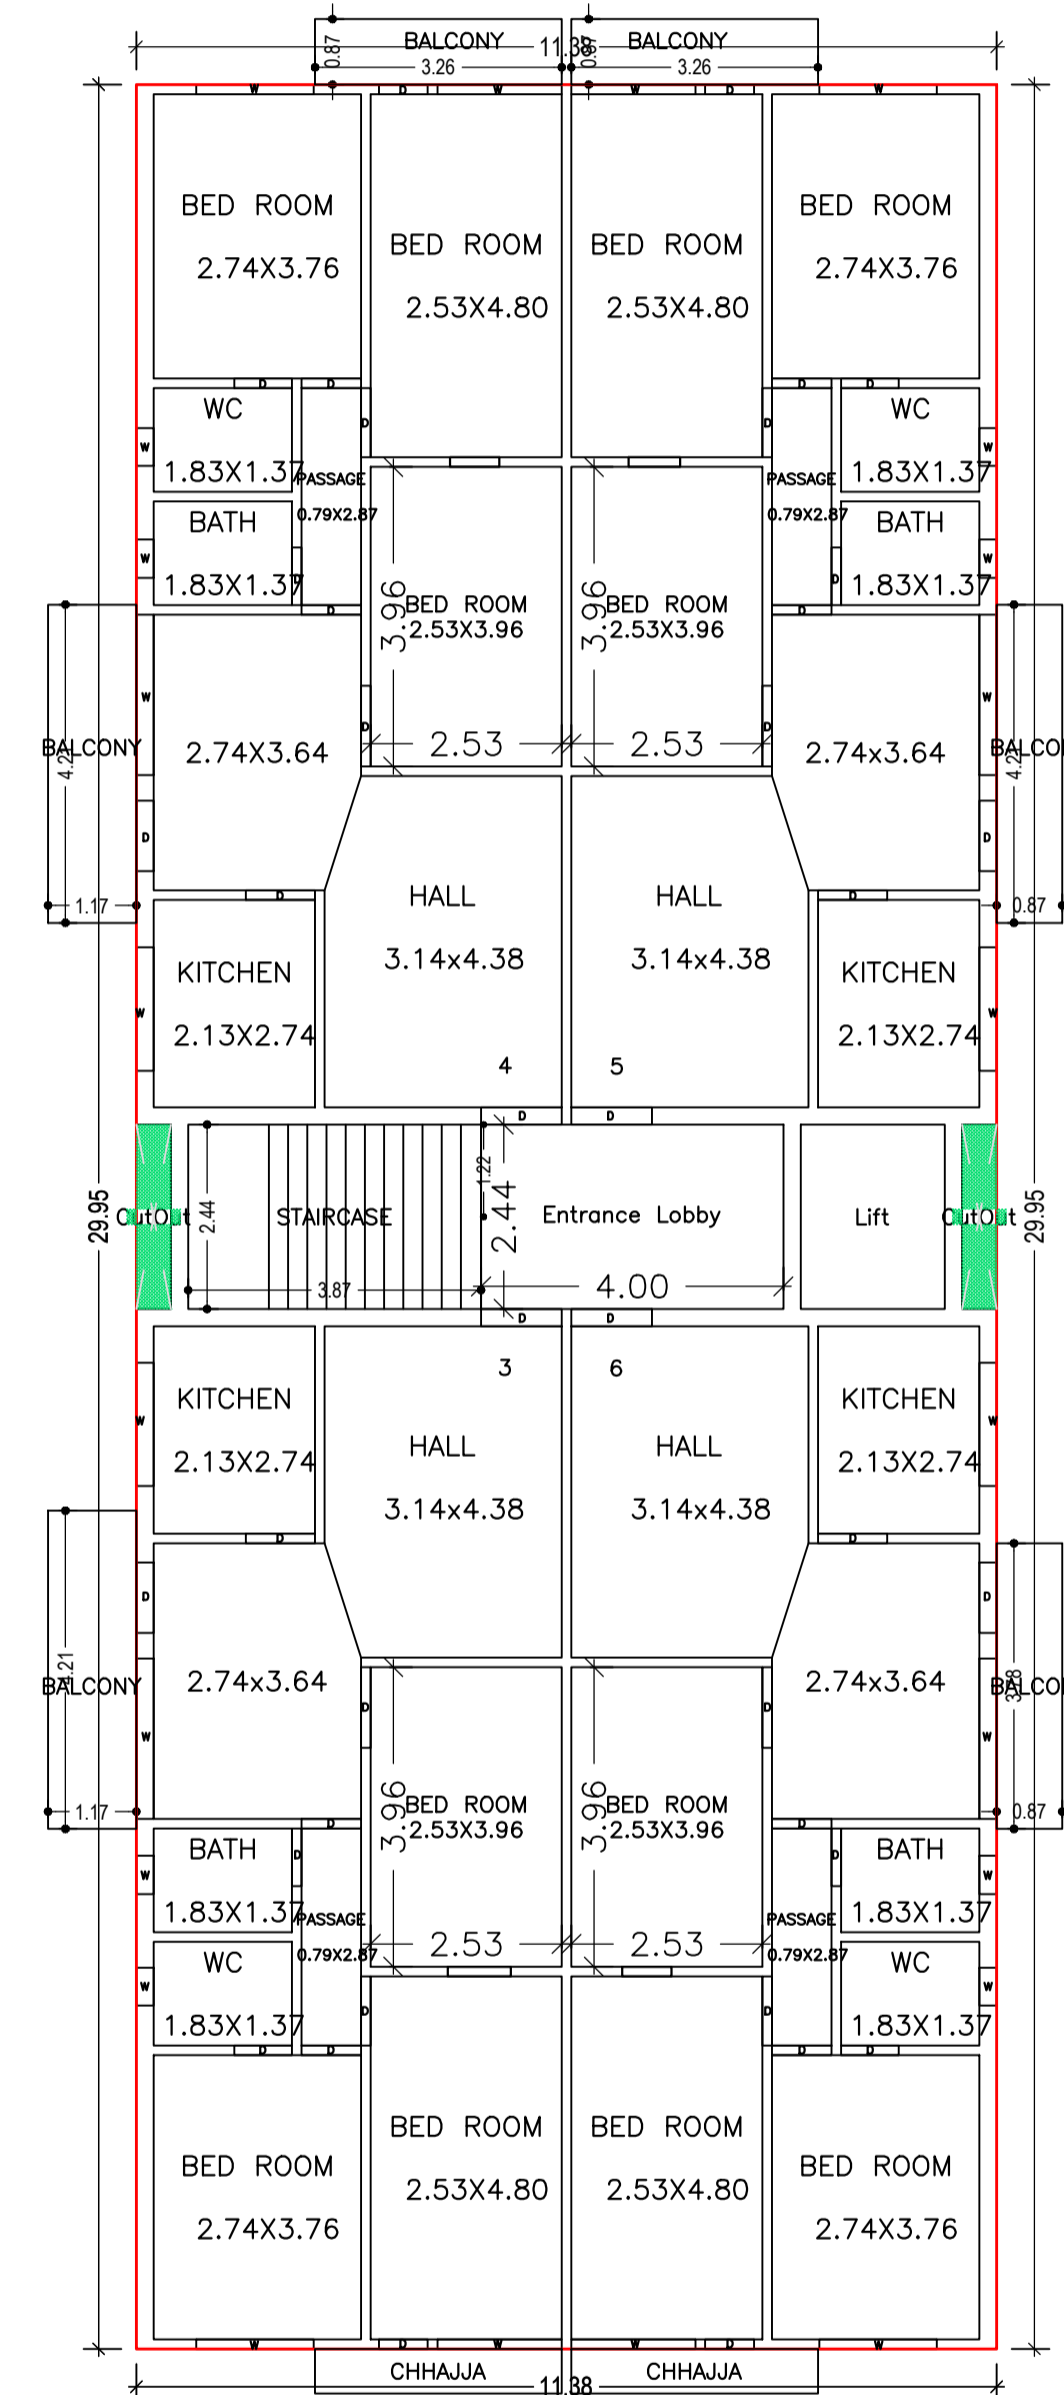 BALCONY
11.38
BALCONY
0.87
0.87
3.26
3.26
W
D
W
W
D
W
BED ROOM
2.74X3.76
BED ROOM
2.53X4.80
BED ROOM
2.53X4.80
BED ROOM
2.74X3.76
D
D
D
D
WC
1.83X1.37
W
D
D
WC
1.83X1.37
W
PASSAGE
0.79X2.87
PASSAGE
0.79X2.87
BATH
1.83X1.37
W
D
D
BATH
1.83X1.37
W
D
D
3.96
BED ROOM
2.53X3.96
3.96
BED ROOM
2.53X3.96
W
W
D
D
2.53
2.53
BALCONY
4.21
2.74X3.64
2.74x3.64
4.21
D
D
HALL
3.14x4.38
HALL
3.14x4.38
D
D
1.17
0.87
KITCHEN
2.13X2.74
W
KITCHEN
2.13X2.74
W
4
5
D
D
29.95
CutOut
2.44
STAIRCASE
1.22
2.44
Entrance Lobby
Lift
CutOut
29.95
3.87
4.00
D
D
3
6
KITCHEN
2.13X2.74
W
KITCHEN
2.13X2.74
W
HALL
3.14x4.38
HALL
3.14x4.38
D
D
D
D
BALCONY
4.21
2.74x3.64
2.74x3.64
D
D
W
W
1.17
0.87
3.96
BED ROOM
2.53X3.96
3.96
BED ROOM
2.53X3.96
D
D
BATH
1.83X1.37
W
D
D
BATH
1.83X1.37
W
PASSAGE
0.79X2.87
PASSAGE
0.79X2.87
2.53
2.53
WC
1.83X1.37
W
D
D
WC
1.83X1.37
W
D
D
D
D
BED ROOM
2.74X3.76
BED ROOM
2.53X4.80
BED ROOM
2.53X4.80
BED ROOM
2.74X3.76
W
D
W
W
D
W
CHHAJJA
CHHAJJA
11.38